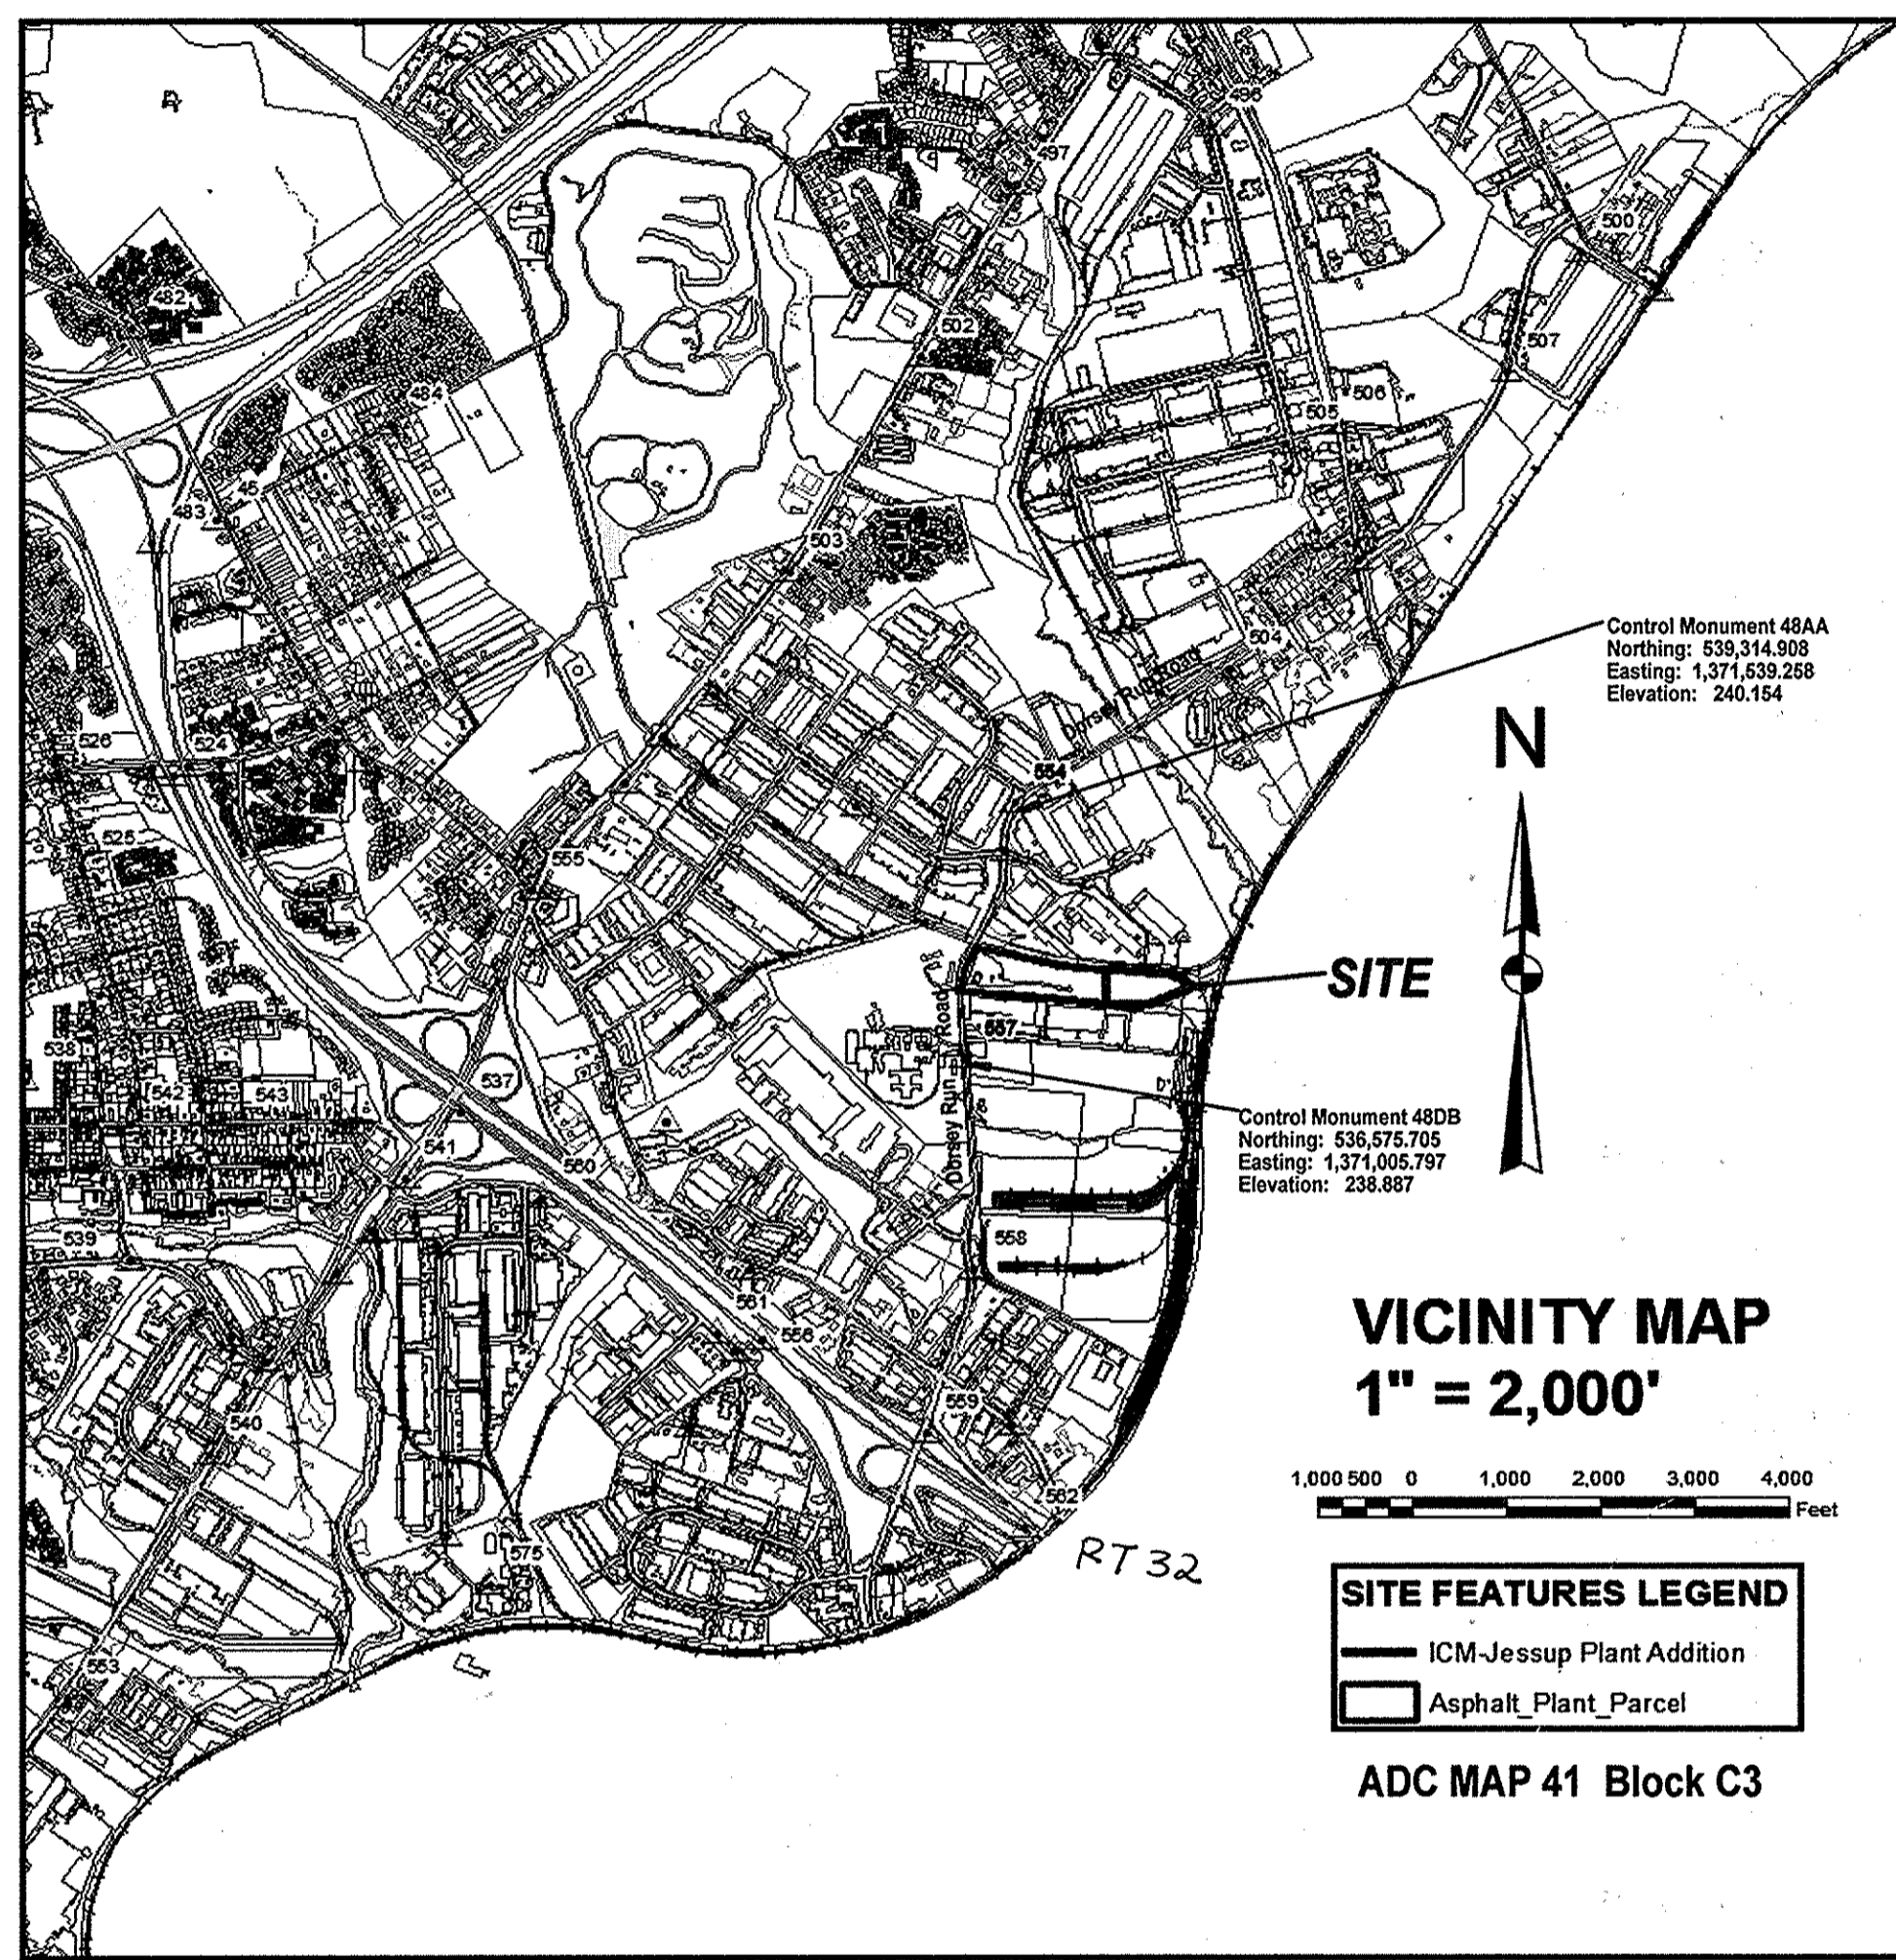 496
497
500
482
502
507
484
506
505
45
483
503
504
Dorsey Run Road
Control Monument 48AA
Northing: 539,314.908
Easting: 1,371,539.258
Elevation: 240.154
N
526
524
554
525
555
SITE
Dorsey Run Road
557
538
537
542
543
Control Monument 48DB
Northing: 536,575.705
Easting: 1,371,005.797
Elevation: 238.887
541
560
539
558
561
556
VICINITY MAP
1" = 2,000'
559
540
1,000 500 0 1,000 2,000 3,000 4,000
Feet
562
RT 32
575
SITE FEATURES LEGEND
ICM-Jessup Plant Addition
Asphalt_Plant_Parcel
553
ADC MAP 41 Block C3